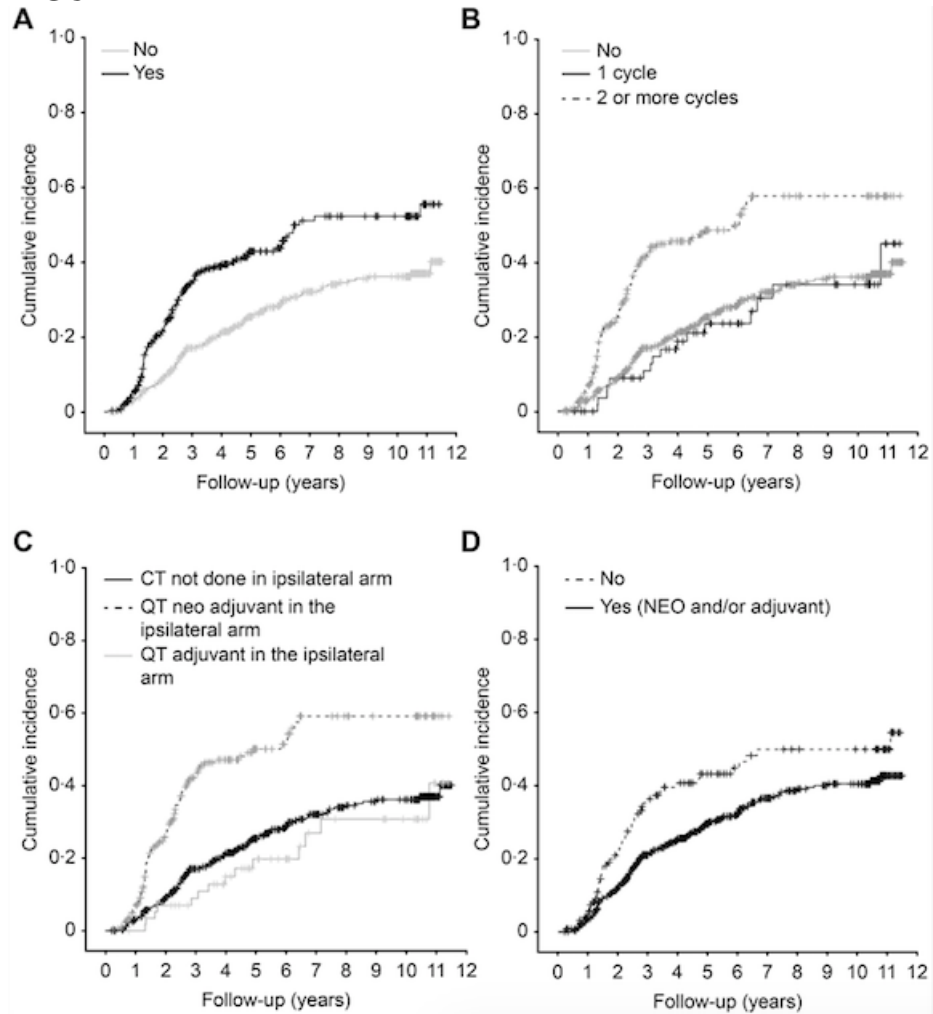 A
1·0
0·8
0·6
0·4
0·2
0
Cumulative incidence
No
Yes
0 1 2 3 4 5 6 7 8 9 10 11 12
Follow-up (years)
B
1·0
0·8
0·6
0·4
0·2
0
Cumulative incidence
No
1 cycle
2 or more cycles
0 1 2 3 4 5 6 7 8 9 10 11 12
Follow-up (years)
C
1·0
0·8
0·6
0·4
0·2
0
Cumulative incidence
CT not done in ipsilateral arm
QT neo adjuvant in the
ipsilateral arm
QT adjuvant in the ipsilateral
arm
0 1 2 3 4 5 6 7 8 9 10 11 12
Follow-up (years)
D
1·0
0·8
0·6
0·4
0·2
0
Cumulative incidence
No
Yes (NEO and/or adjuvant)
0 1 2 3 4 5 6 7 8 9 10 11 12
Follow-up (years)